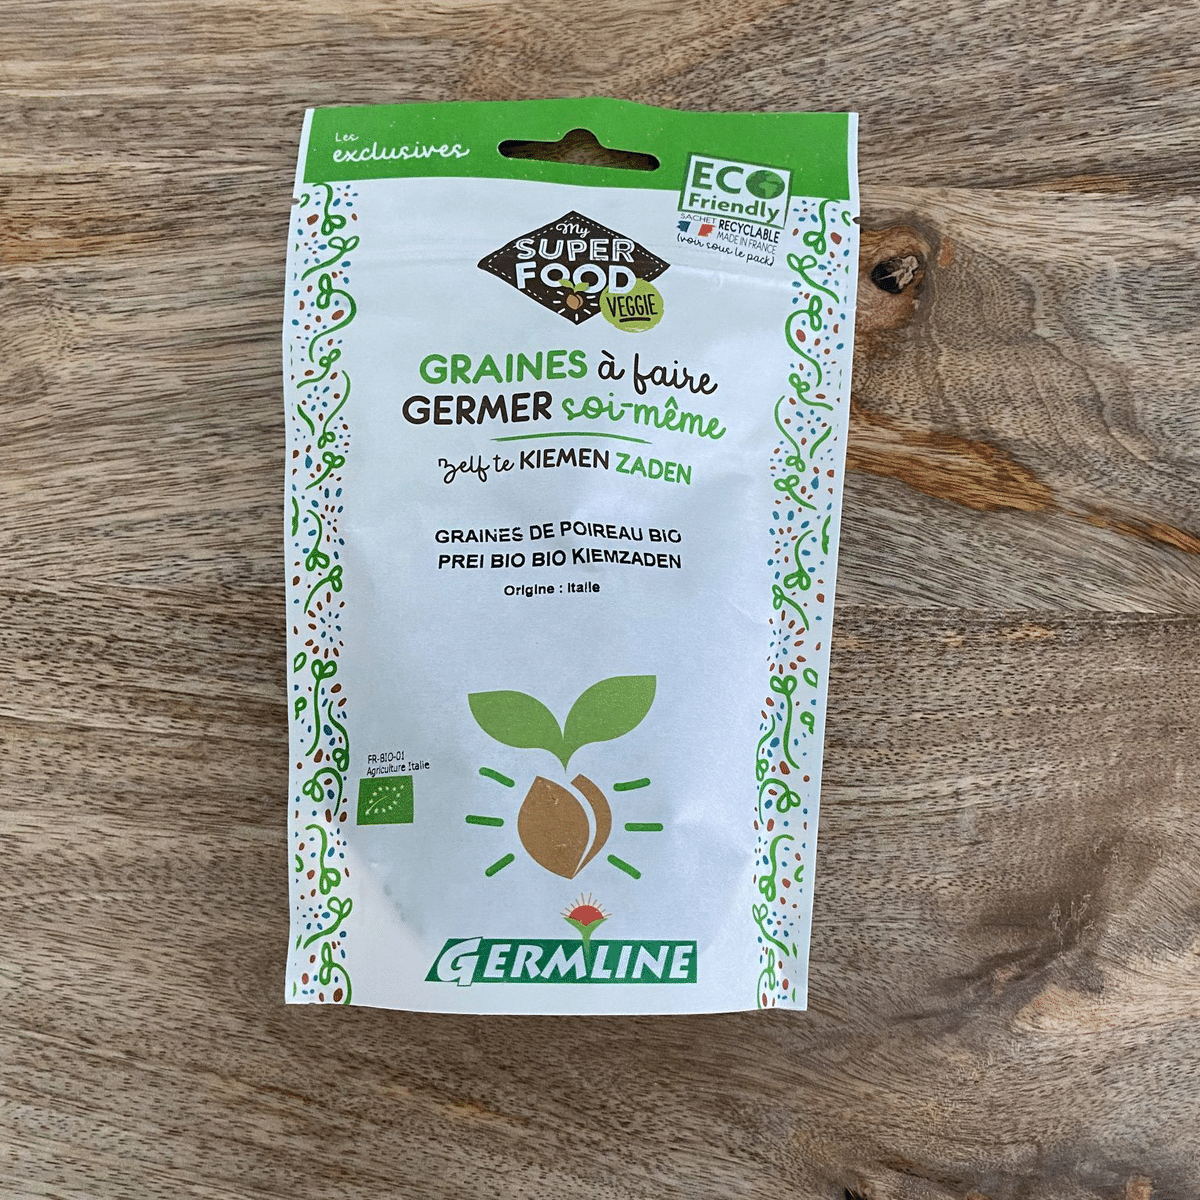 Les
exclusives
ECO
Friendly
SACHET RECYCLABLE
MADE IN FRANCE
(voir sous le pack)
My
SUPER
FOOD
VEGGIE
GRAINES à faire
GERMER soi-même
zelf te KIEMEN ZADEN
GRAINES DE POIREAU BIO
PREI BIO BIO KIEMZADEN
Origine : Italie
FR-BIO-01
Agriculture Italie
GERMLINE